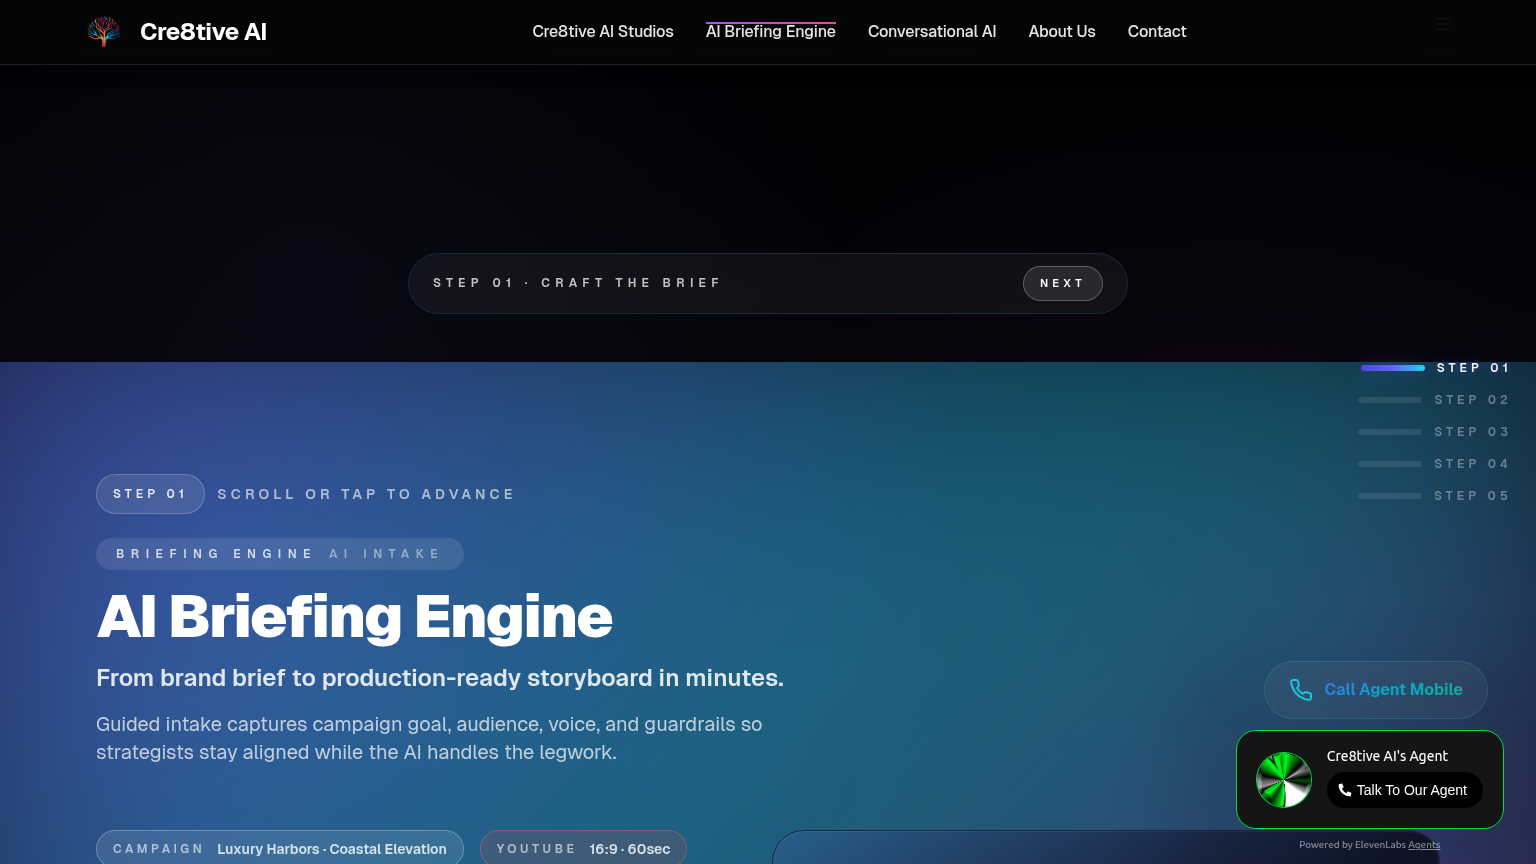 Cre8tive AI
Cre8tive AI Studios
AI Briefing Engine
Conversational AI
About Us
Contact
STEP 01 · CRAFT THE BRIEF
NEXT
STEP 01
STEP 02
STEP 03
STEP 04
STEP 05
STEP 01
SCROLL OR TAP TO ADVANCE
BRIEFING ENGINE AI INTAKE
AI Briefing Engine
From brand brief to production-ready storyboard in minutes.
Guided intake captures campaign goal, audience, voice, and guardrails so
strategists stay aligned while the AI handles the legwork.
CAMPAIGN Luxury Harbors · Coastal Elevation
YOUTUBE 16:9 · 60sec
Call Agent Mobile
Cre8tive AI's Agent
Talk To Our Agent
Powered by ElevenLabs Agents